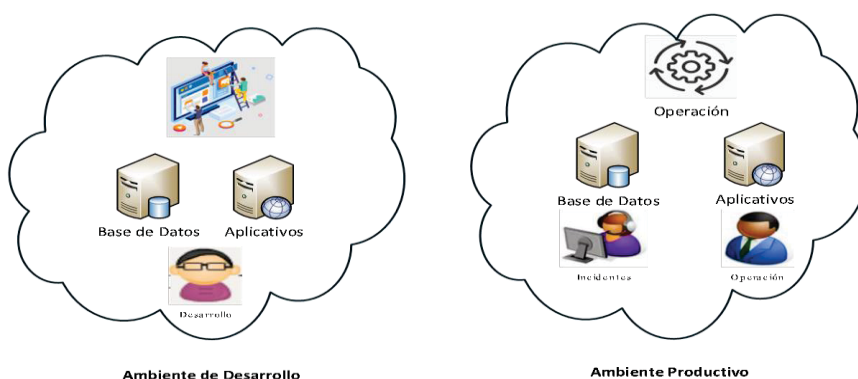 Operación
Base de Datos
Aplicativos
Desarrollo
Base de Datos
Aplicativos
Incidentes
Operación
Ambiente de Desarrollo
Ambiente Productivo